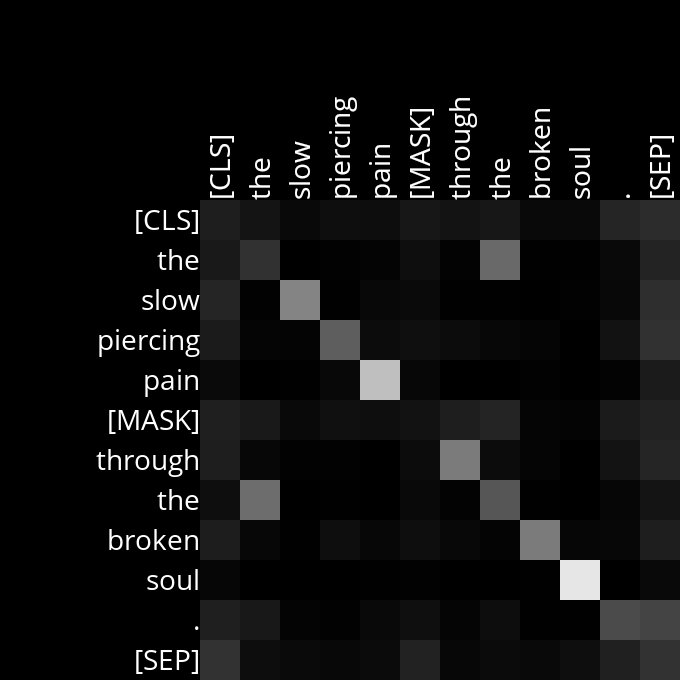 [CLS] the slow piercing pain [MASK] through the broken soul . [SEP]
[CLS]
the
slow
piercing
pain
[MASK]
through
the
broken
soul
.
[SEP]